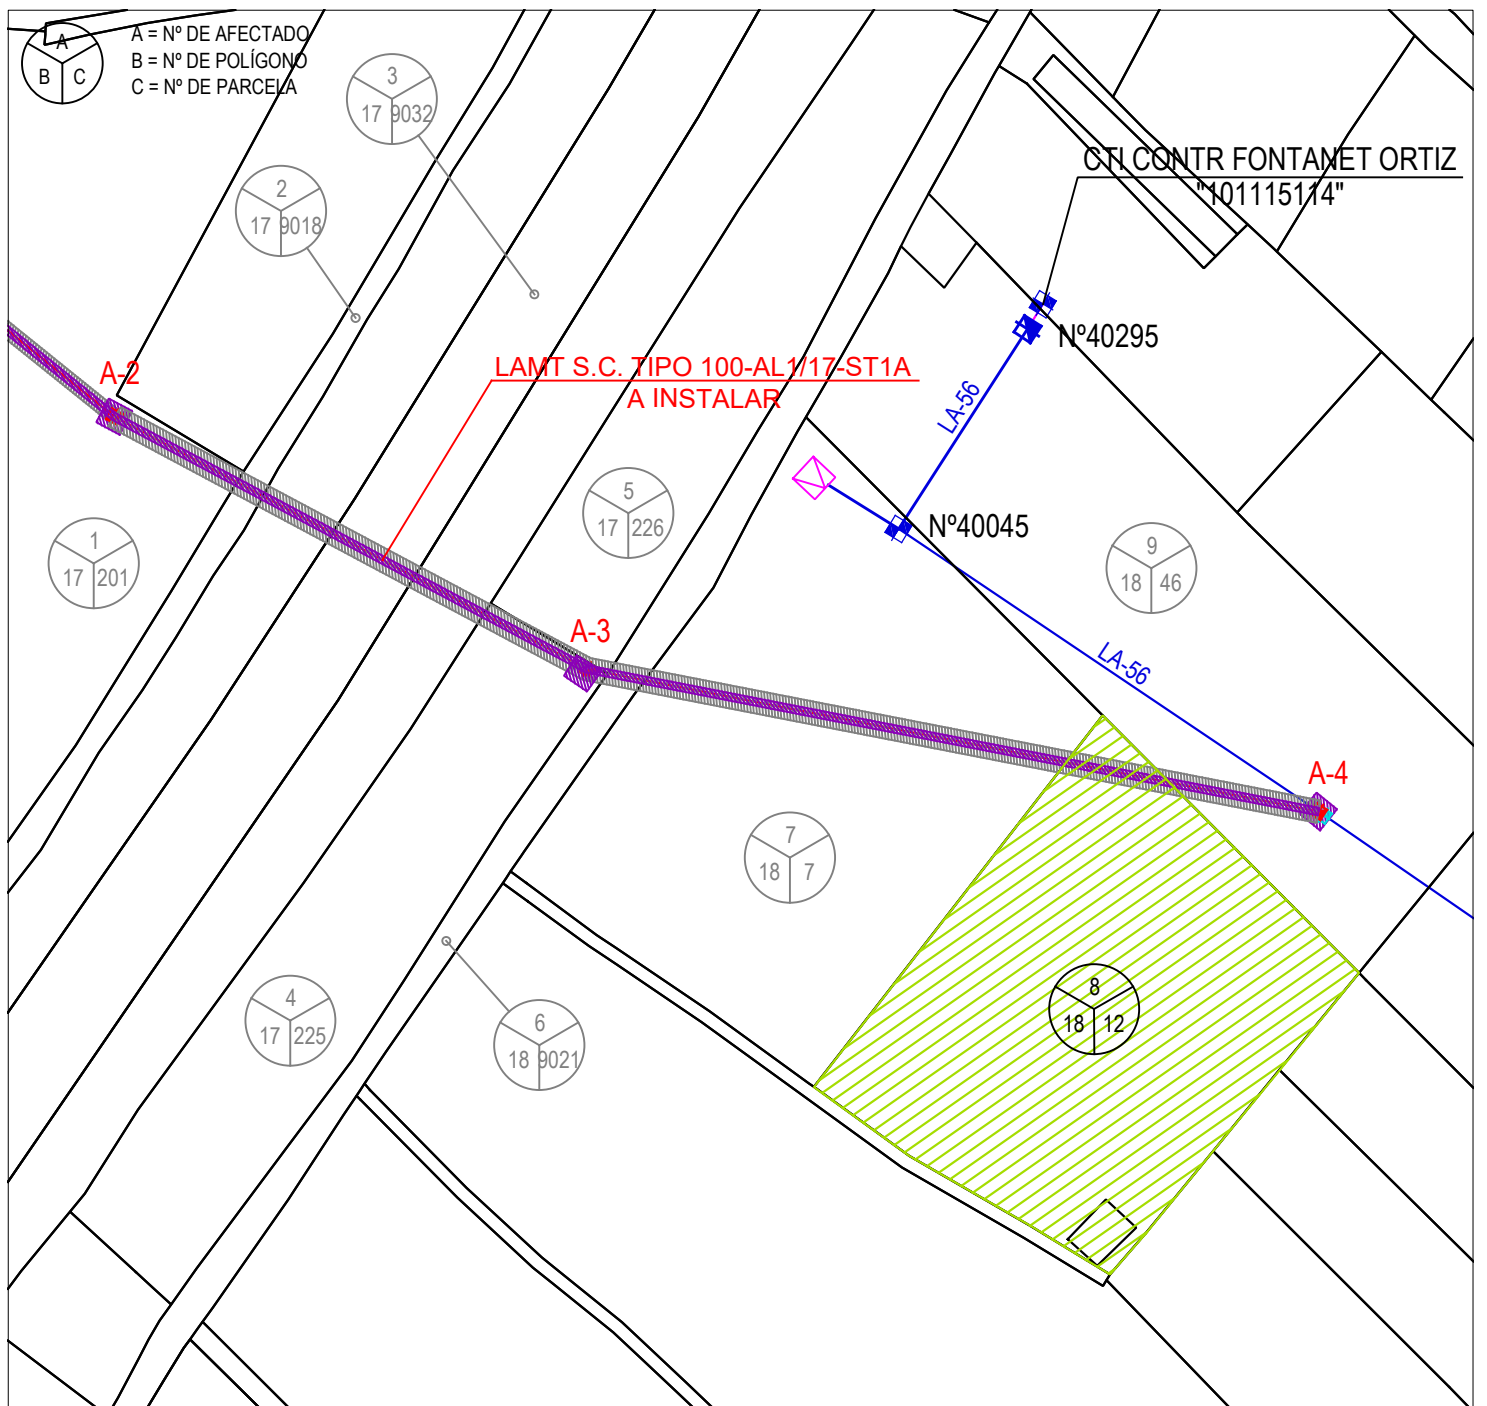 A
B C
A = Nº DE AFECTADO
B = Nº DE POLÍGONO
C = Nº DE PARCELA
3
17 9032
2
17 9018
CTI CONTR FONTANET ORTIZ
"101115114"
Nº40295
A-2
LAMT S.C. TIPO 100-AL1/17-ST1A
A INSTALAR
LA-56
5
17 226
Nº40045
1
17 201
9
18 46
A-3
LA-56
A-4
7
18 7
4
17 225
6
18 9021
8
18 12